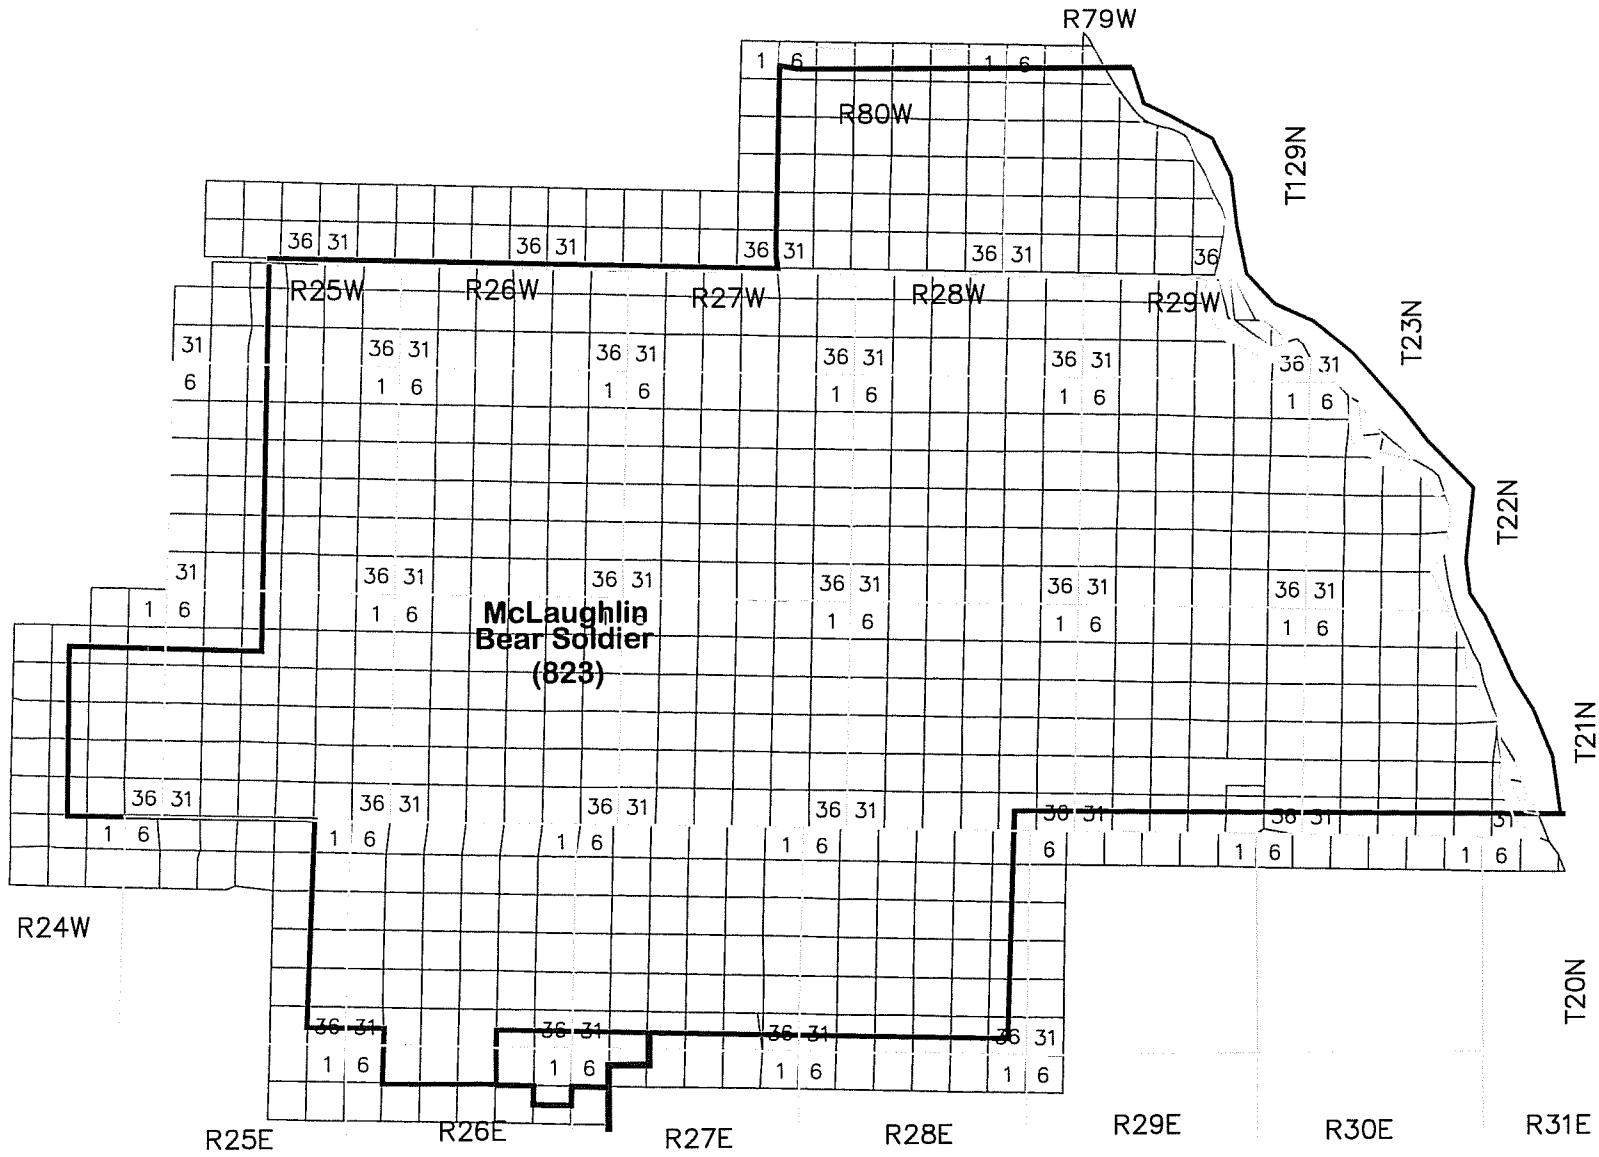 R79W
1 6 1 6
R80W
T129N
36 31 36 31 36 31 36 31 36
R25W R26W R27W R28W R29W
T23N
31 36 31 36 31 36 31 36 31 36 31
6 1 6 1 6 1 6 1 6 1 6
T22N
31 36 31 36 31 36 31 36 31 36 31
1 6 1 6 1 6 1 6 1 6
McLaughlin
Bear Soldier
(823)
T21N
36 31 36 31 36 31 36 31 36 31 36 31 31
1 6 1 6 1 6 1 6 6 1 6 1 6
R24W
T20N
36 31 36 31 36 31 36 31
1 6 1 6 1 6 1 6
R25E R26E R27E R28E R29E R30E R31E